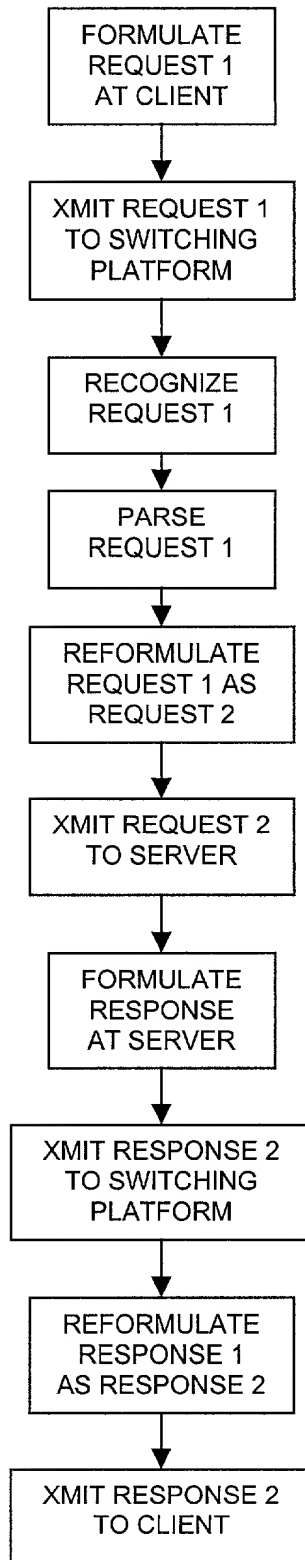 FORMULATE
REQUEST 1
AT CLIENT
XMIT REQUEST 1
TO SWITCHING
PLATFORM
RECOGNIZE
REQUEST 1
PARSE
REQUEST 1
REFORMULATE
REQUEST 1 AS
REQUEST 2
XMIT REQUEST 2
TO SERVER
FORMULATE
RESPONSE
AT SERVER
XMIT RESPONSE 2
TO SWITCHING
PLATFORM
REFORMULATE
RESPONSE 1
AS RESPONSE 2
XMIT RESPONSE 2
TO CLIENT